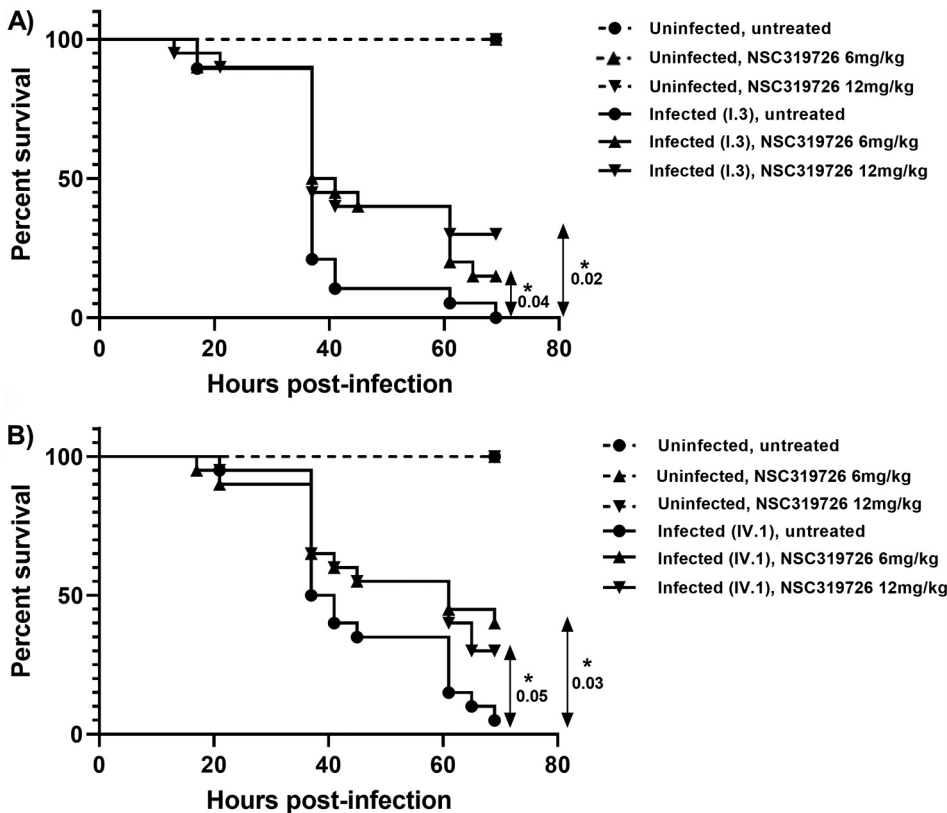 A)
Percent survival
100
50
0
0 20 40 60 80
Hours post-infection
*
0.04
*
0.02
Uninfected, untreated
Uninfected, NSC319726 6mg/kg
Uninfected, NSC319726 12mg/kg
Infected (I.3), untreated
Infected (I.3), NSC319726 6mg/kg
Infected (I.3), NSC319726 12mg/kg
B)
Percent survival
100
50
0
0 20 40 60 80
Hours post-infection
*
0.05
*
0.03
Uninfected, untreated
Uninfected, NSC319726 6mg/kg
Uninfected, NSC319726 12mg/kg
Infected (IV.1), untreated
Infected (IV.1), NSC319726 6mg/kg
Infected (IV.1), NSC319726 12mg/kg